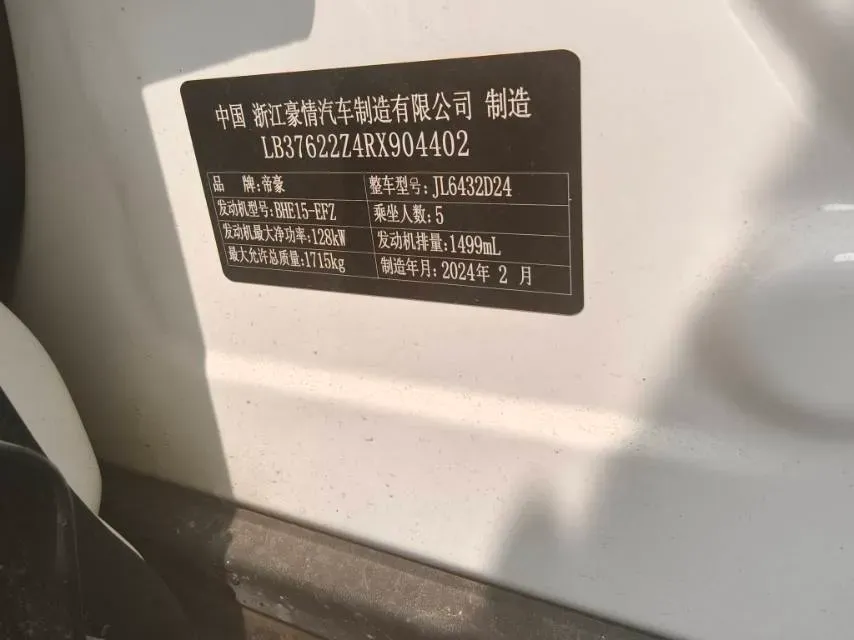 中国 浙江豪情汽车制造有限公司 制造
LB37622Z4RX904402
品 牌:帝豪 整车型号:JL6432D24
发动机型号:BHE15-EFZ 乘坐人数:5
发动机最大净功率:128kW 发动机排量:1499mL
最大允许总质量:1715kg 制造年月:2024年 2 月